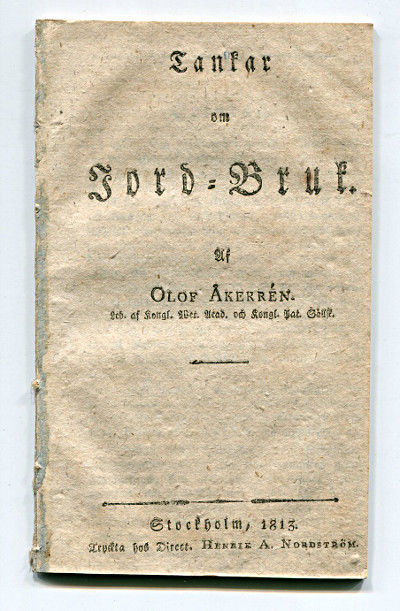 Tankar
om
Jord-Bruk.
Af
OLOF ÅKERRÉN.
Led. af Kongl. Wet. Acad. och Kongl. Pat. Sällsk.
Stockholm, 1813.
Tryckta hos Direct. HENRIK A. NORDSTRÖM.